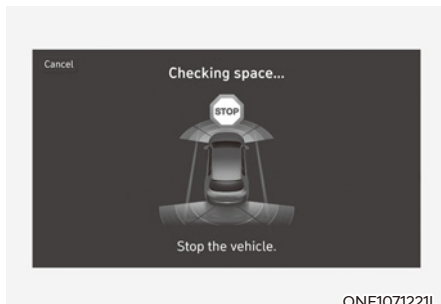 Cancel
Checking space...
STOP
Stop the vehicle.
ONE1071221L